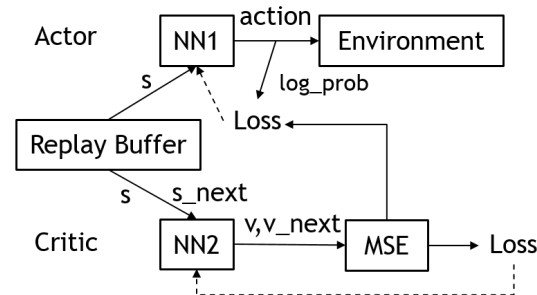 action
Actor
NN1
Environment
s
log_prob
Loss
Replay Buffer
s
s_next
v,v_next
Critic
NN2
MSE
Loss